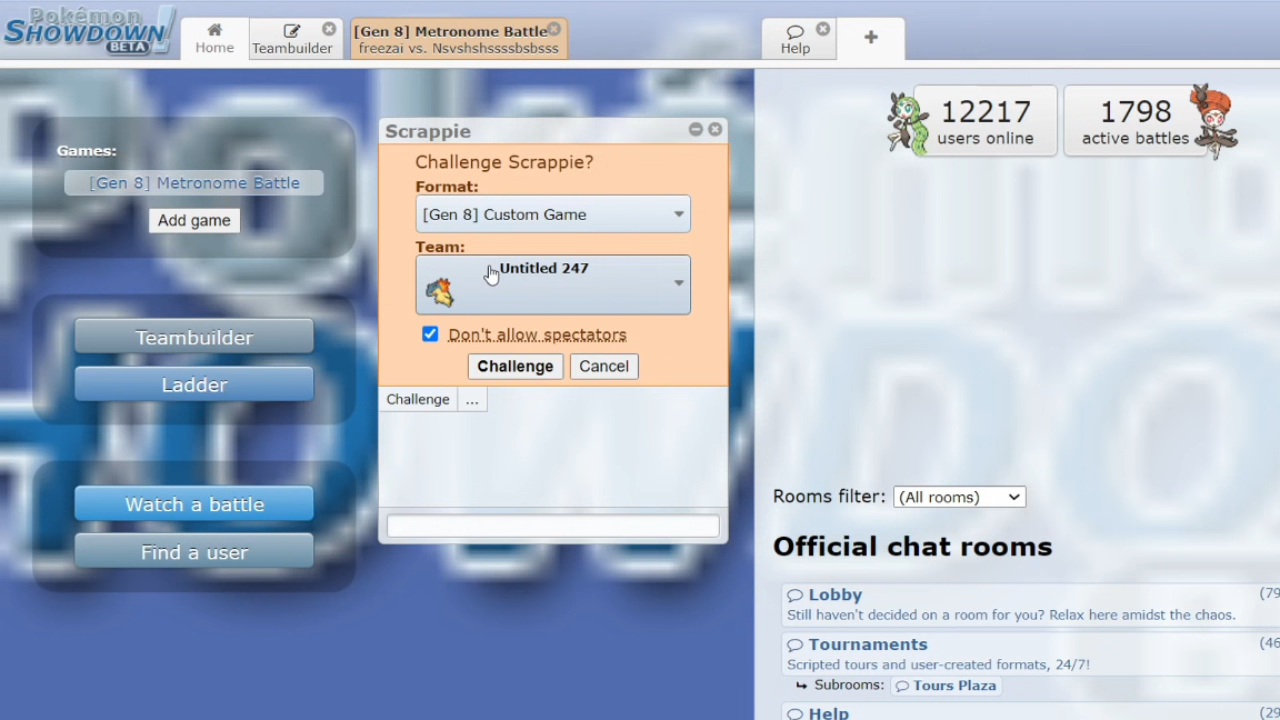 Pokémon
SHOWDOWN!
BETA
Home
Teambuilder
[Gen 8] Metronome Battle
freezai vs. Nsvshshssssbsbsss
Help
Games:
[Gen 8] Metronome Battle
Add game
Teambuilder
Ladder
Watch a battle
Find a user
Scrappie
Challenge Scrappie?
Format:
[Gen 8] Custom Game
Team:
Untitled 247
Don't allow spectators
Challenge
Cancel
Challenge
...
12217
users online
1798
active battles
Rooms filter: (All rooms)
Official chat rooms
Lobby
(79
Still haven't decided on a room for you? Relax here amidst the chaos.
Tournaments
(46
Scripted tours and user-created formats, 24/7!
Subrooms: Tours Plaza
Help
(29